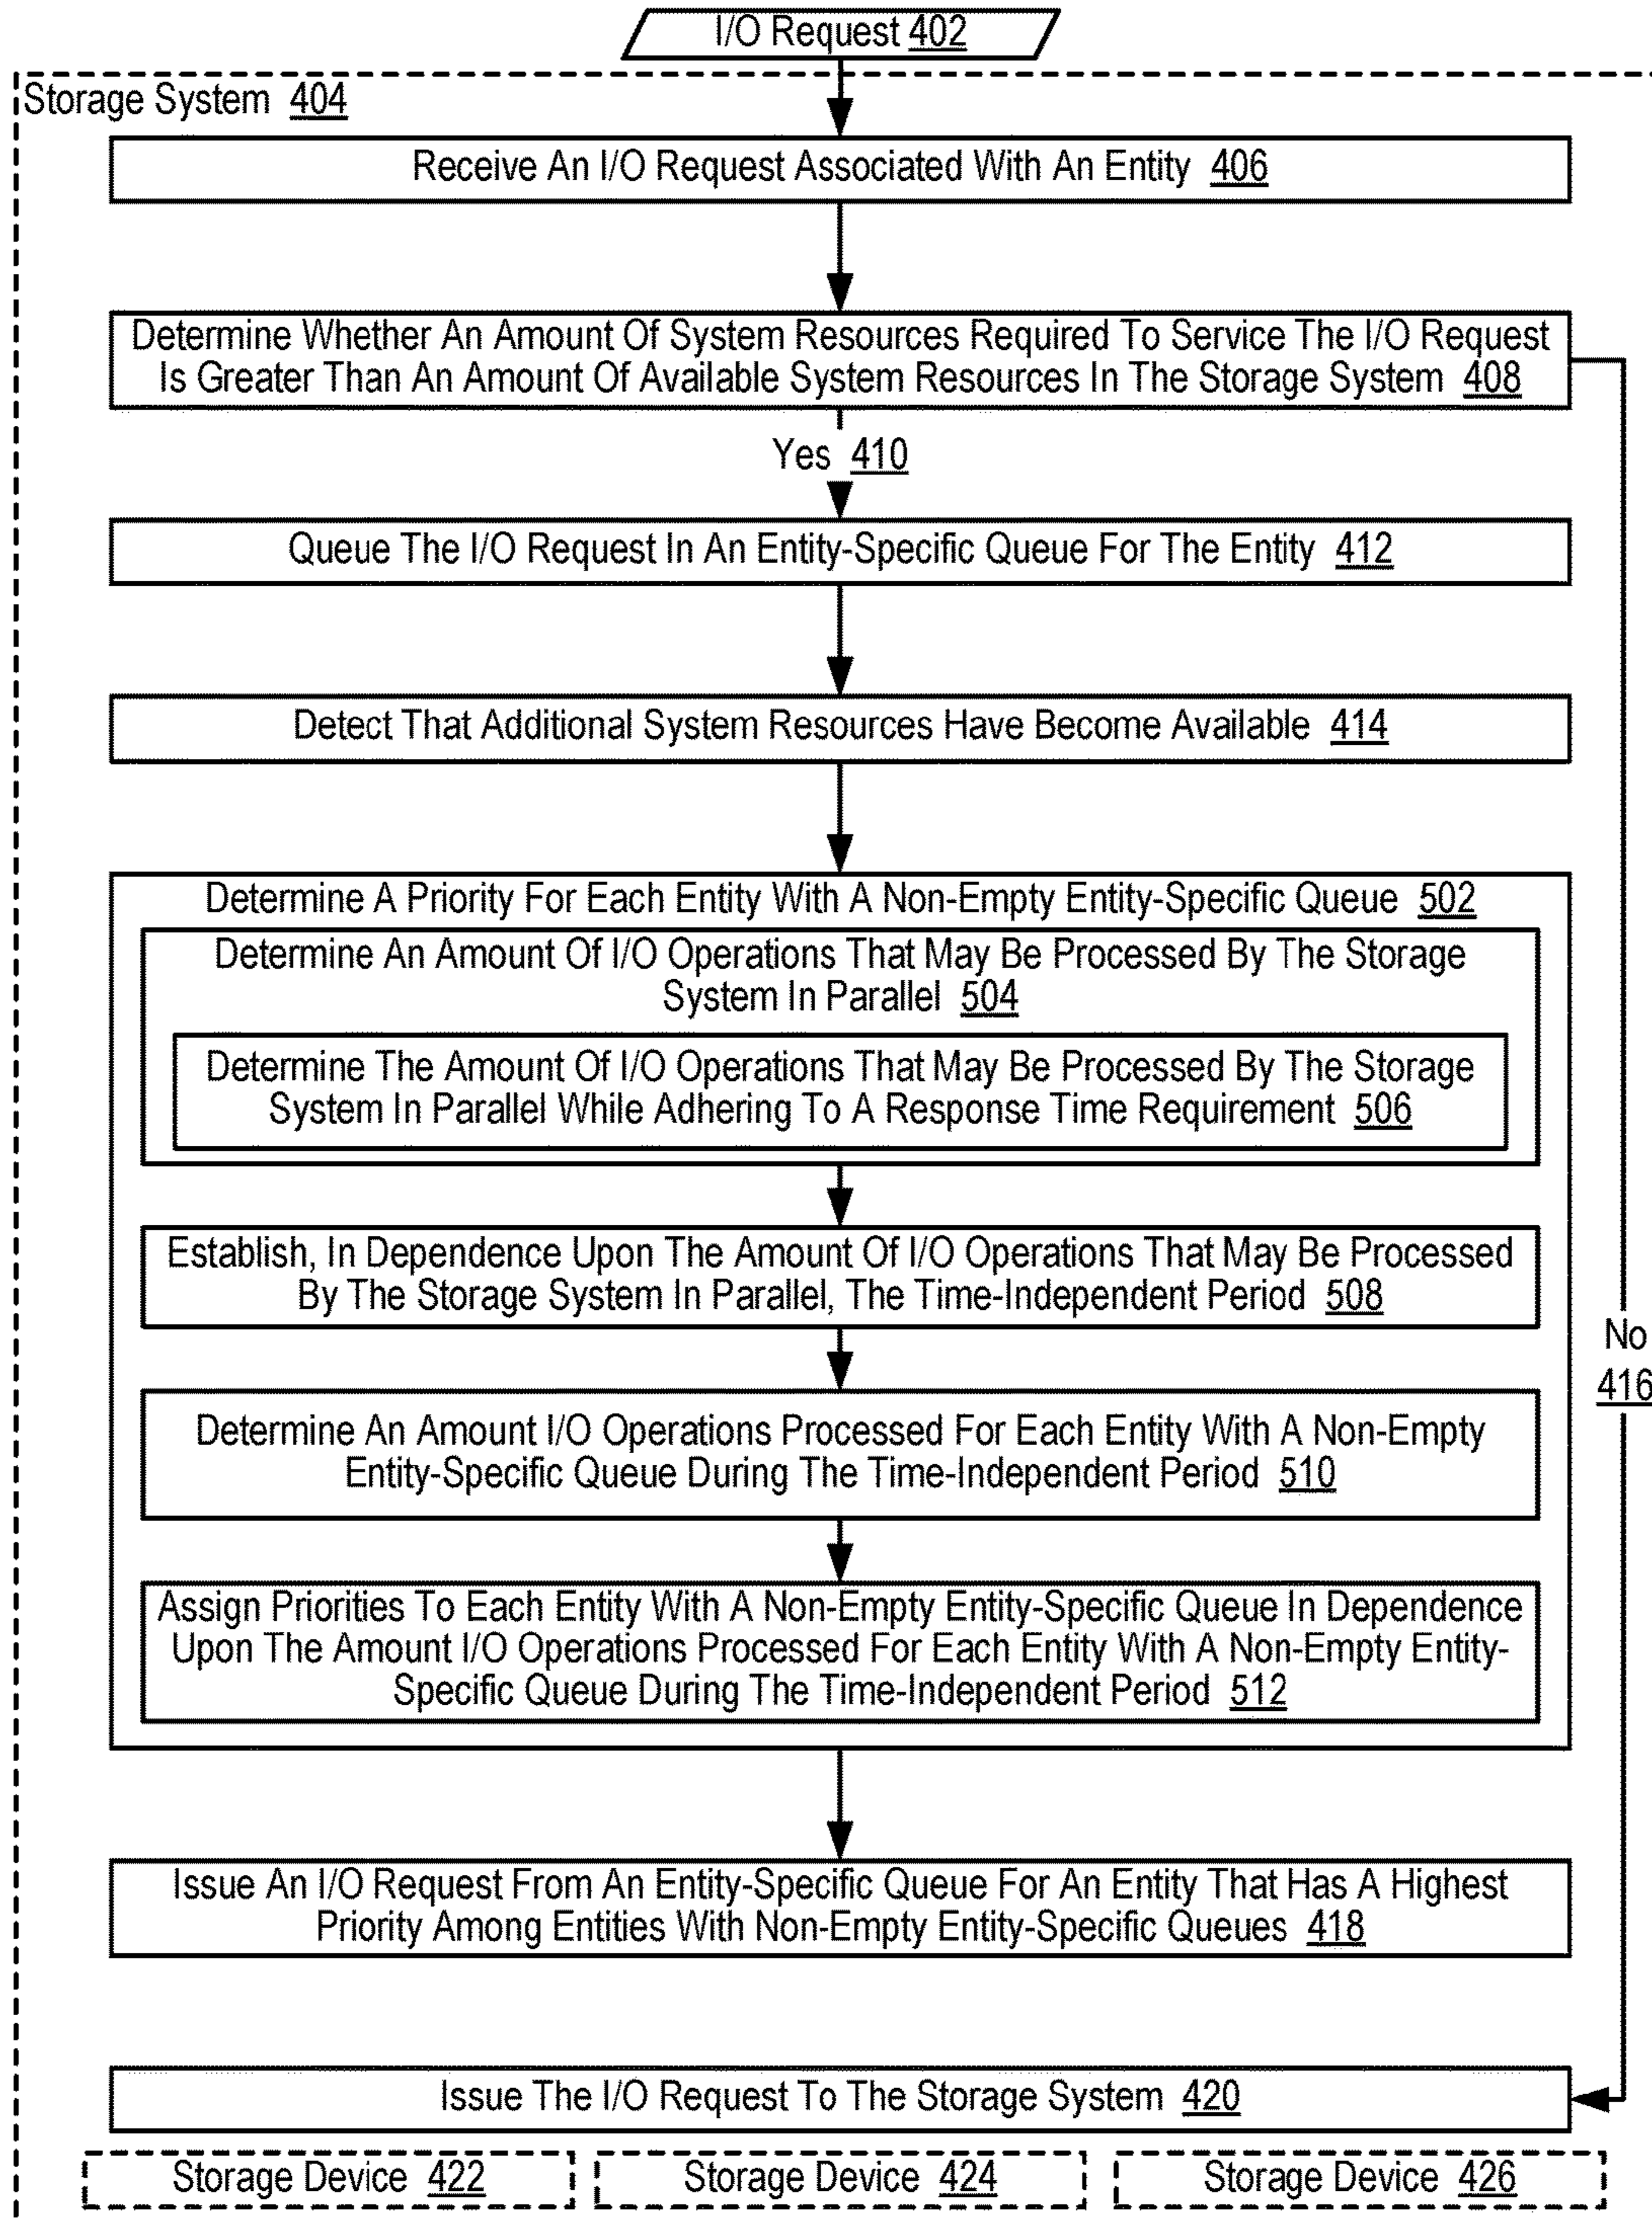 I/O Request 402
Storage System 404
Receive An I/O Request Associated With An Entity 406
Determine Whether An Amount Of System Resources Required To Service The I/O Request
Is Greater Than An Amount Of Available System Resources In The Storage System 408
Yes 410
Queue The I/O Request In An Entity-Specific Queue For The Entity 412
Detect That Additional System Resources Have Become Available 414
Determine A Priority For Each Entity With A Non-Empty Entity-Specific Queue 502
Determine An Amount Of I/O Operations That May Be Processed By The Storage
System In Parallel 504
Determine The Amount Of I/O Operations That May Be Processed By The Storage
System In Parallel While Adhering To A Response Time Requirement 506
Establish, In Dependence Upon The Amount Of I/O Operations That May Be Processed
By The Storage System In Parallel, The Time-Independent Period 508
No
416
Determine An Amount I/O Operations Processed For Each Entity With A Non-Empty
Entity-Specific Queue During The Time-Independent Period 510
Assign Priorities To Each Entity With A Non-Empty Entity-Specific Queue In Dependence
Upon The Amount I/O Operations Processed For Each Entity With A Non-Empty Entity-
Specific Queue During The Time-Independent Period 512
Issue An I/O Request From An Entity-Specific Queue For An Entity That Has A Highest
Priority Among Entities With Non-Empty Entity-Specific Queues 418
Issue The I/O Request To The Storage System 420
Storage Device 422
Storage Device 424
Storage Device 426